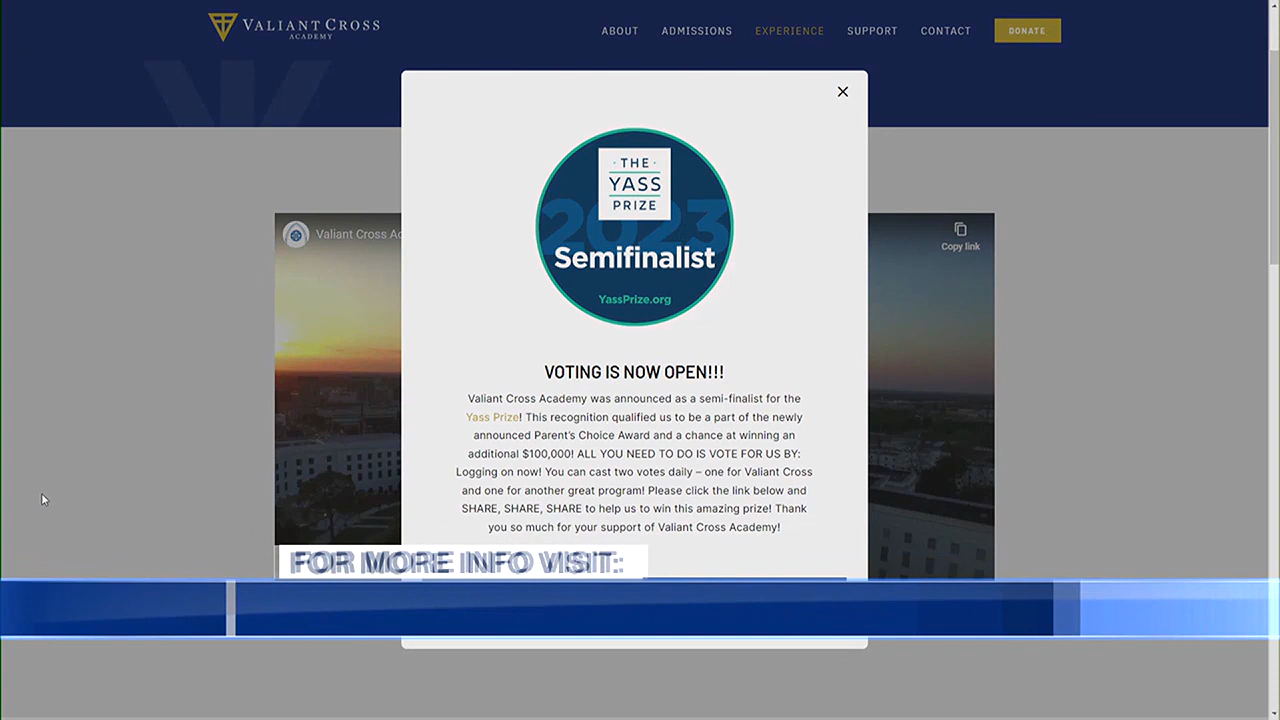 VALIANT CROSS
ACADEMY
ABOUT ADMISSIONS EXPERIENCE SUPPORT CONTACT DONATE
THE
YASS
PRIZE
2023
Semifinalist
YassPrize.org
Valiant Cross Ac
Copy link
VOTING IS NOW OPEN!!!
Valiant Cross Academy was announced as a semi-finalist for the
Yass Prize! This recognition qualified us to be a part of the newly
announced Parent's Choice Award and a chance at winning an
additional $100,000! ALL YOU NEED TO DO IS VOTE FOR US BY:
Logging on now! You can cast two votes daily – one for Valiant Cross
and one for another great program! Please click the link below and
SHARE, SHARE, SHARE to help us to win this amazing prize! Thank
you so much for your support of Valiant Cross Academy!
FOR MORE INFO VISIT: